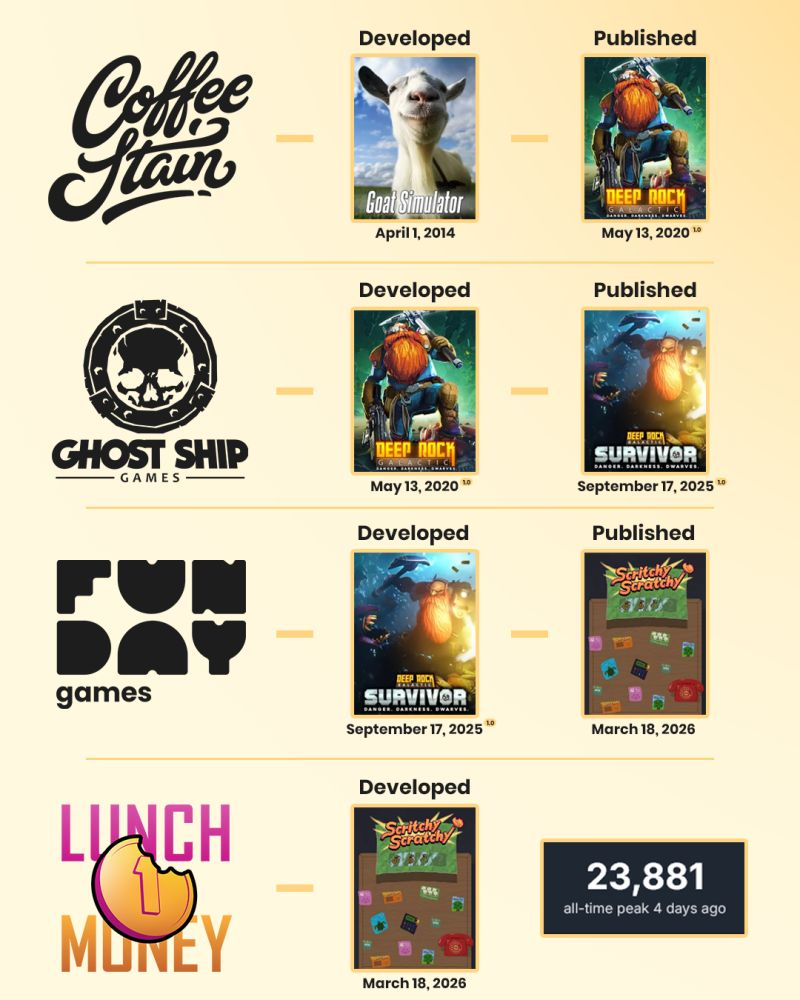 Developed
Published
Coffee
Stain
Goat Simulator
DEEP ROCK
GALACTIC
DANGER. DARKNESS. DWARVES.
April 1, 2014
May 13, 2020 1.0
Developed
Published
GHOST SHIP
GAMES
DEEP ROCK
GALACTIC
DANGER. DARKNESS. DWARVES.
DEEP ROCK
GALACTIC
SURVIVOR
DANGER. DARKNESS. DWARVES.
May 13, 2020 1.0
September 17, 2025 1.0
Developed
Published
FUN
DAY
games
DEEP ROCK
GALACTIC
SURVIVOR
DANGER. DARKNESS. DWARVES.
Scritchy
Scratchy
September 17, 2025 1.0
March 18, 2026
Developed
LUNCH
1
MONEY
Scritchy
Scratchy
23,881
all-time peak 4 days ago
March 18, 2026